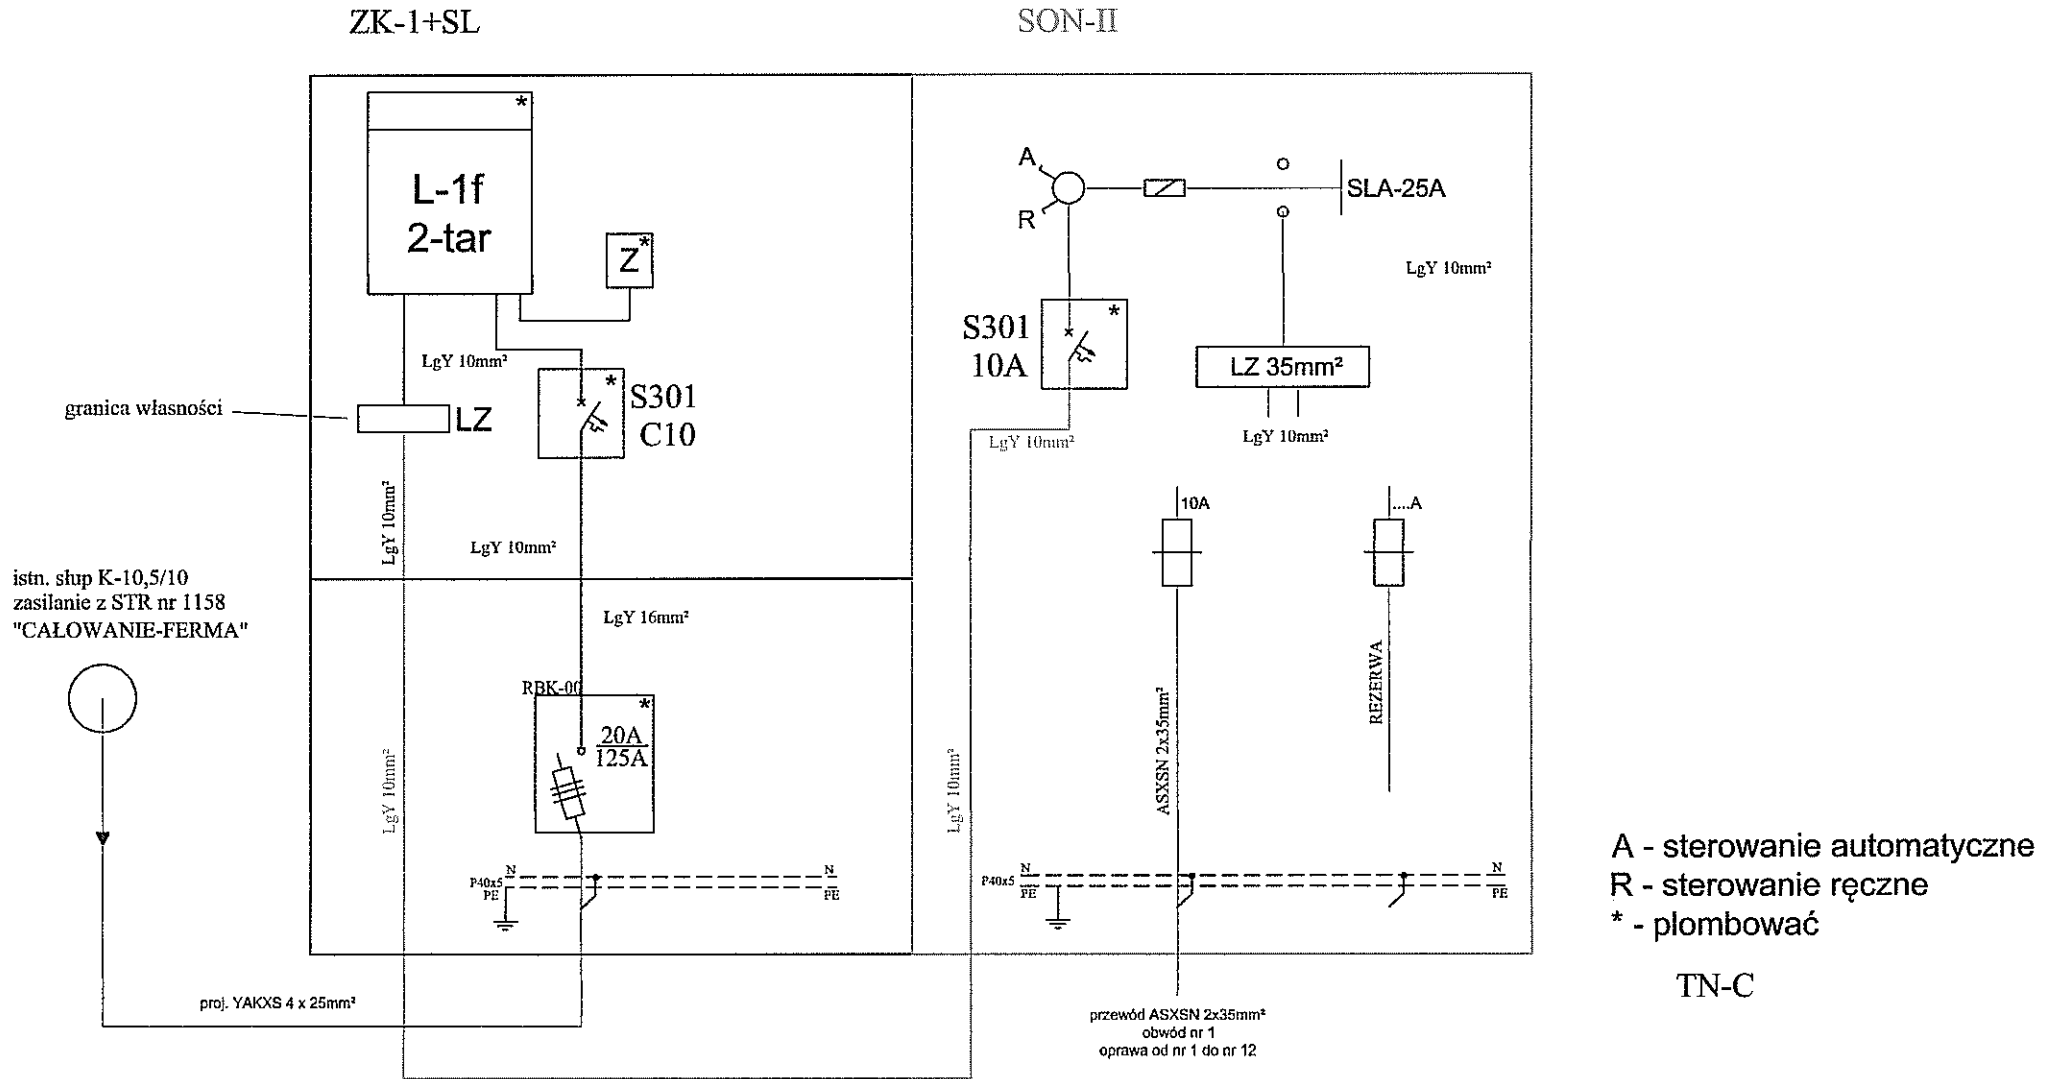 ZK-1+SL
SON-II
*
L-1f
2-tar
Z*
LgY 10mm²
granica własności
LZ
*
S301
C10
LgY 10mm²
LgY 10mm²
istn. słup K-10,5/10
zasilanie z STR nr 1158
"CAŁOWANIE-FERMA"
LgY 16mm²
RBK-00
*
20A
125A
LgY 10mm²
P40x5
N
PE
N
PE
proj. YAKXS 4 x 25mm²
A
R
SLA-25A
LgY 10mm²
S301
10A
*
LZ 35mm²
LgY 10mm²
LgY 10mm²
10A
....A
ASXSN 2x35mm²
REZERWA
LgY 10mm²
P40x5
N
PE
N
PE
przewód ASXSN 2x35mm²
obwód nr 1
oprawa od nr 1 do nr 12
A - sterowanie automatyczne
R - sterowanie ręczne
* - plombować
TN-C